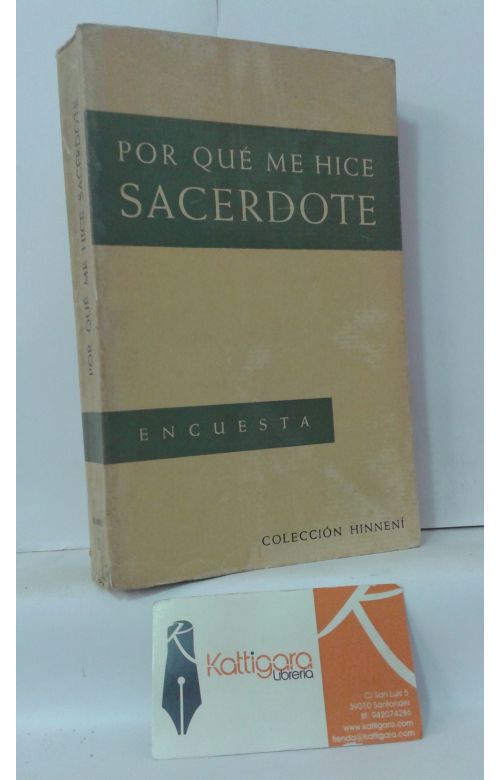 POR QUÉ ME HICE
SACERDOTE
ENCUESTA
COLECCIÓN HINNENÍ
POR QUÉ ME HICE SACERDOTE
Kattigara
Librería
C/ San Luis 5
39010 Santander
tlf: 942074286
www.kattigara.com
tienda@kattigara.com